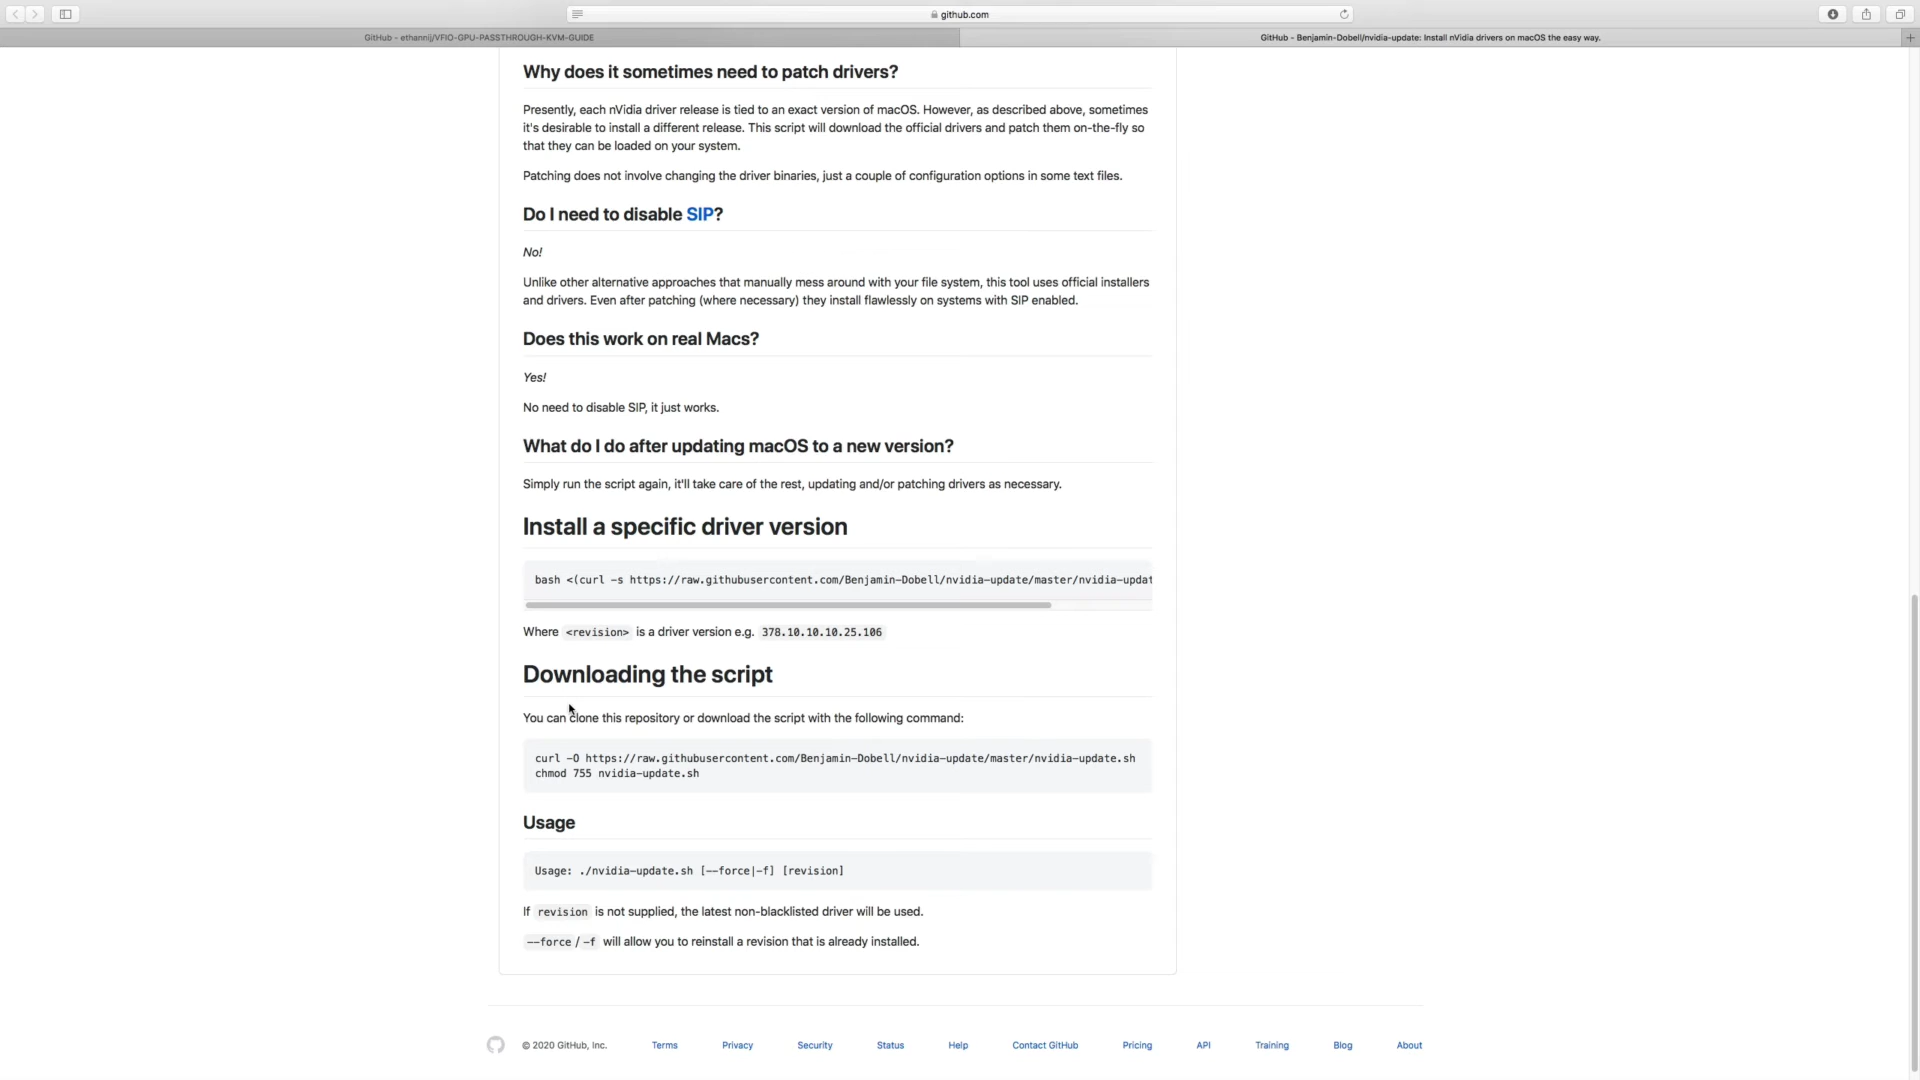 github.com
GitHub - ethannij/VFIO-GPU-PASSTHROUGH-KVM-GUIDE
GitHub - Benjamin-Dobell/nvidia-update: Install nVidia drivers on macOS the easy way.
Why does it sometimes need to patch drivers?
Presently, each nVidia driver release is tied to an exact version of macOS. However, as described above, sometimes
it's desirable to install a different release. This script will download the official drivers and patch them on-the-fly so
that they can be loaded on your system.
Patching does not involve changing the driver binaries, just a couple of configuration options in some text files.
Do I need to disable SIP?
No!
Unlike other alternative approaches that manually mess around with your file system, this tool uses official installers
and drivers. Even after patching (where necessary) they install flawlessly on systems with SIP enabled.
Does this work on real Macs?
Yes!
No need to disable SIP, it just works.
What do I do after updating macOS to a new version?
Simply run the script again, it'll take care of the rest, updating and/or patching drivers as necessary.
Install a specific driver version
bash <(curl -s https://raw.githubusercontent.com/Benjamin-Dobell/nvidia-update/master/nvidia-updat
Where <revision> is a driver version e.g. 378.10.10.10.25.106
Downloading the script
You can clone this repository or download the script with the following command:
curl -O https://raw.githubusercontent.com/Benjamin-Dobell/nvidia-update/master/nvidia-update.sh
chmod 755 nvidia-update.sh
Usage
Usage: ./nvidia-update.sh [--force|-f] [revision]
If revision is not supplied, the latest non-blacklisted driver will be used.
--force / -f will allow you to reinstall a revision that is already installed.
© 2020 GitHub, Inc. Terms Privacy Security Status Help Contact GitHub Pricing API Training Blog About